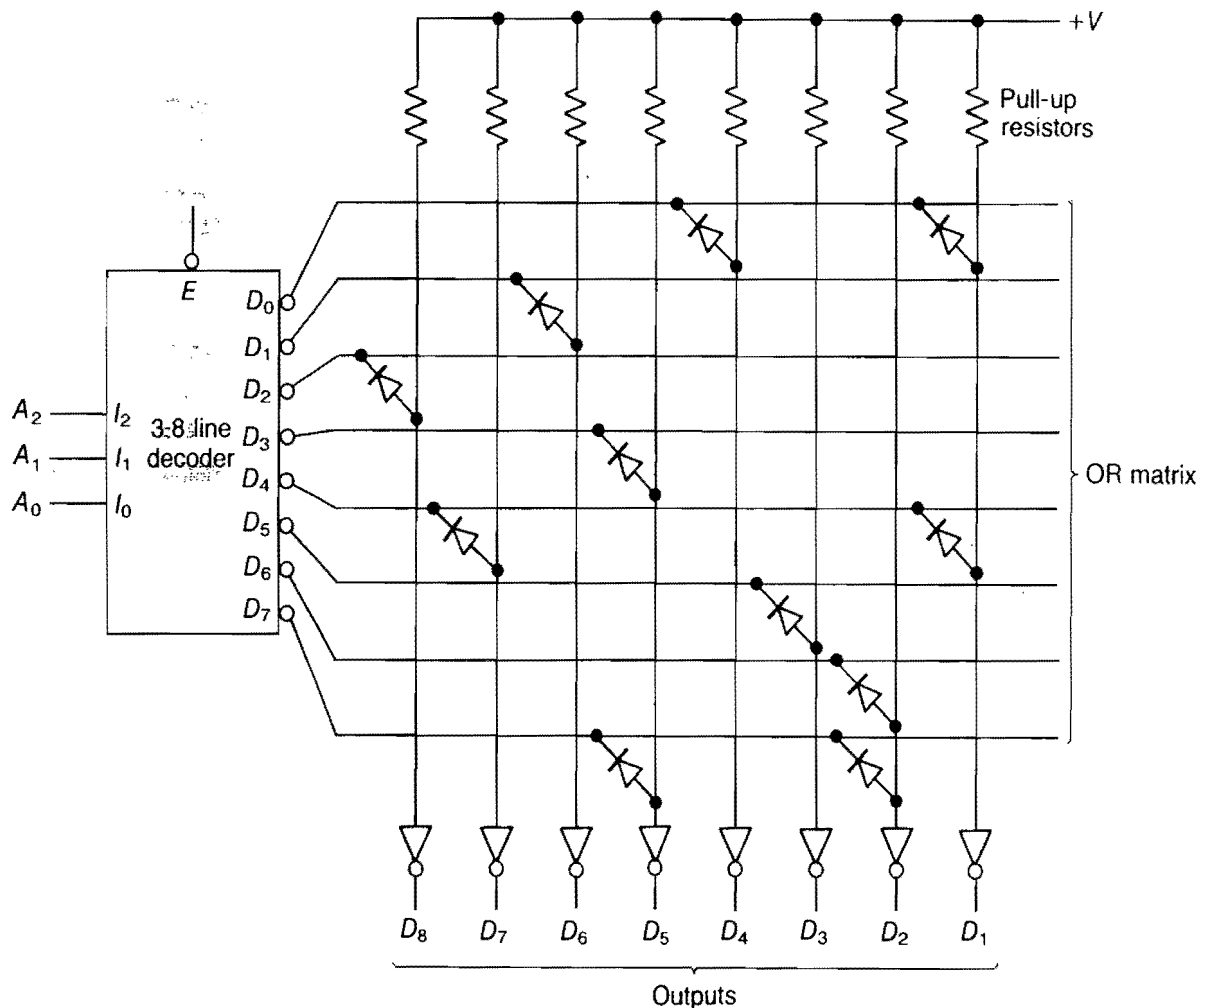 +V
Pull-up
resistors
E
D₀
D₁
D₂
A₂ I₂ 3-8 line
D₃
A₁ I₁ decoder
D₄
A₀ I₀
D₅
D₆
D₇
OR matrix
D₈ D₇ D₆ D₅ D₄ D₃ D₂ D₁
Outputs